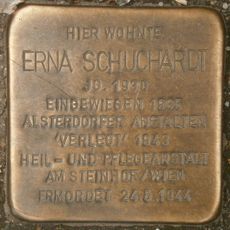 HIER WOHNTE
ERNA SCHUCHARDT
JG. 1930
EINGEWIESEN 1935
ALSTERDORFER ANSTALTEN
'VERLEGT' 1943
HEIL- UND PFLEGEANSTALT
AM STEINHOF / WIEN
ERMORDET 24.6.1944